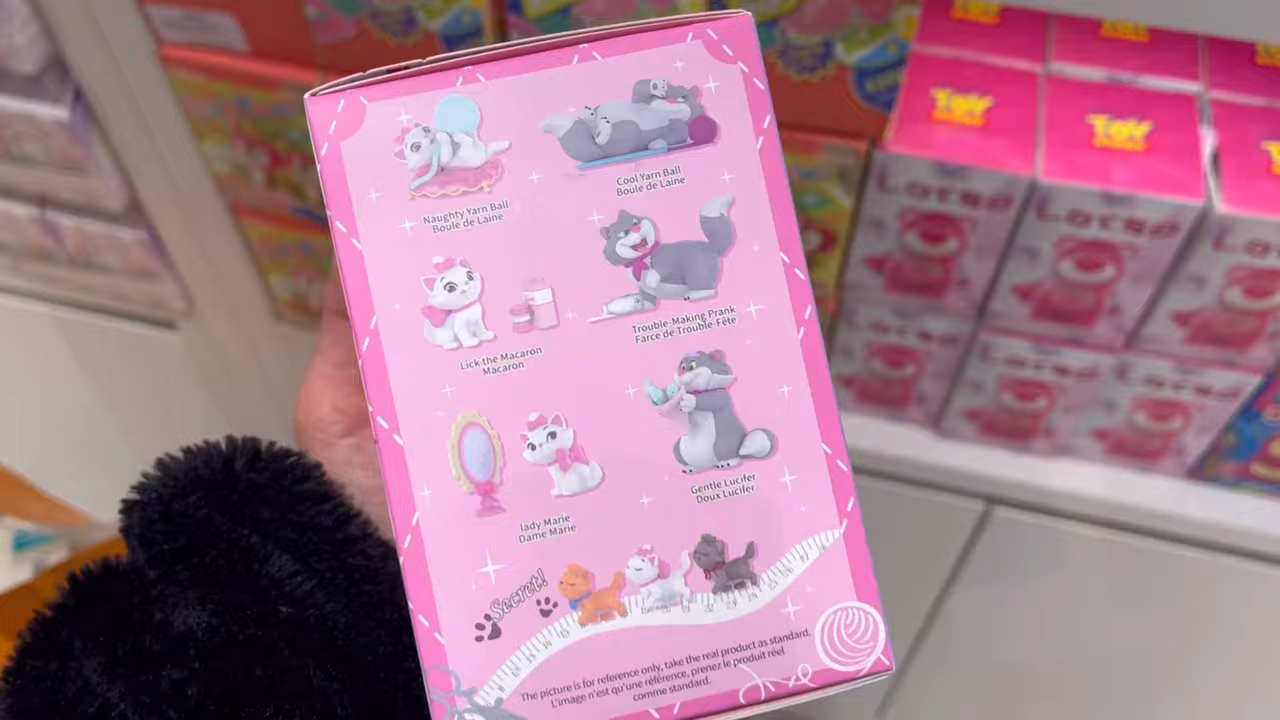 Naughty Yarn Ball
Boule de Laine
Cool Yarn Ball
Boule de Laine
Lick the Macaron
Macaron
Trouble-Making Prank
Farce de Trouble-Fête
lady Marie
Dame Marie
Gentle Lucifer
Doux Lucifer
Secret!
The picture is for reference only, take the real product as standard.
L'image n'est qu'une référence, prenez le produit réel
comme standard.
TOY
TOY
Lotso
Lotso
Lotso